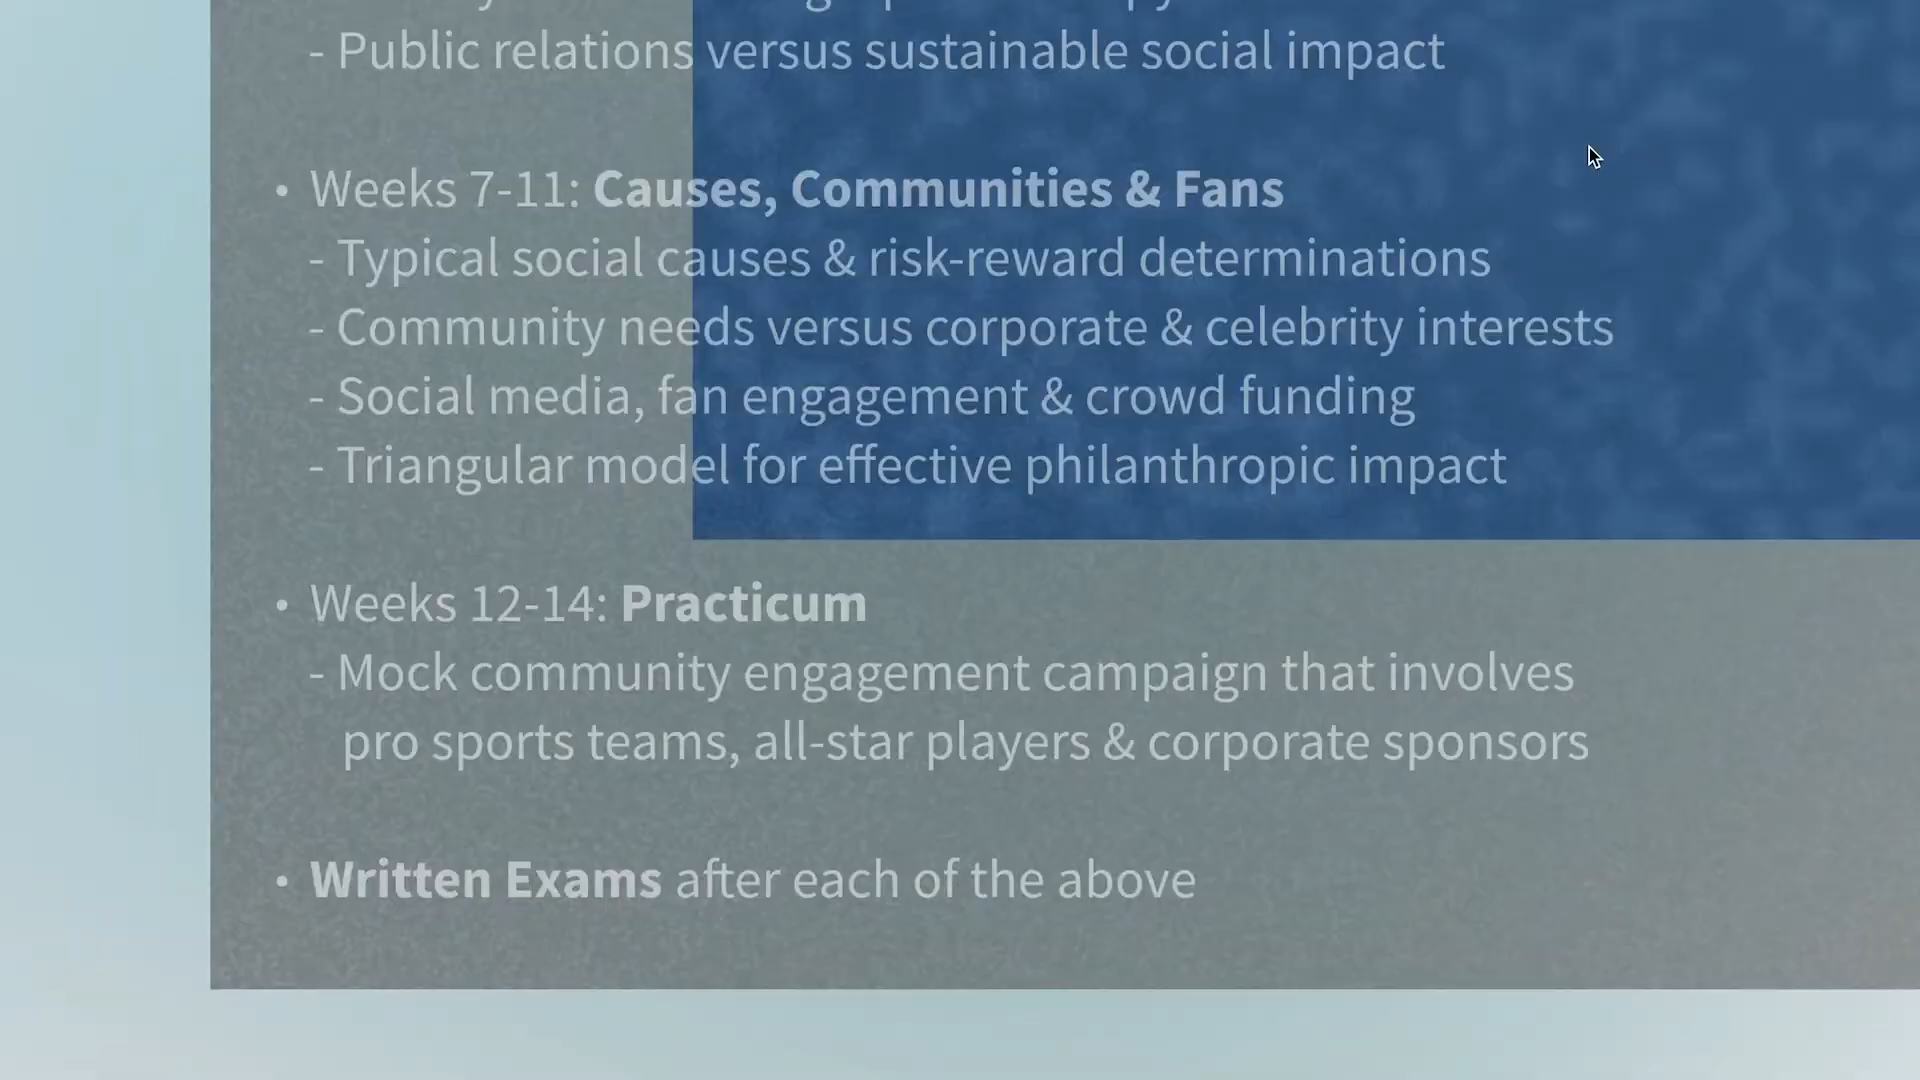 - Public relations versus sustainable social impact
• Weeks 7-11: Causes, Communities & Fans
- Typical social causes & risk-reward determinations
- Community needs versus corporate & celebrity interests
- Social media, fan engagement & crowd funding
- Triangular model for effective philanthropic impact
• Weeks 12-14: Practicum
- Mock community engagement campaign that involves
pro sports teams, all-star players & corporate sponsors
• Written Exams after each of the above